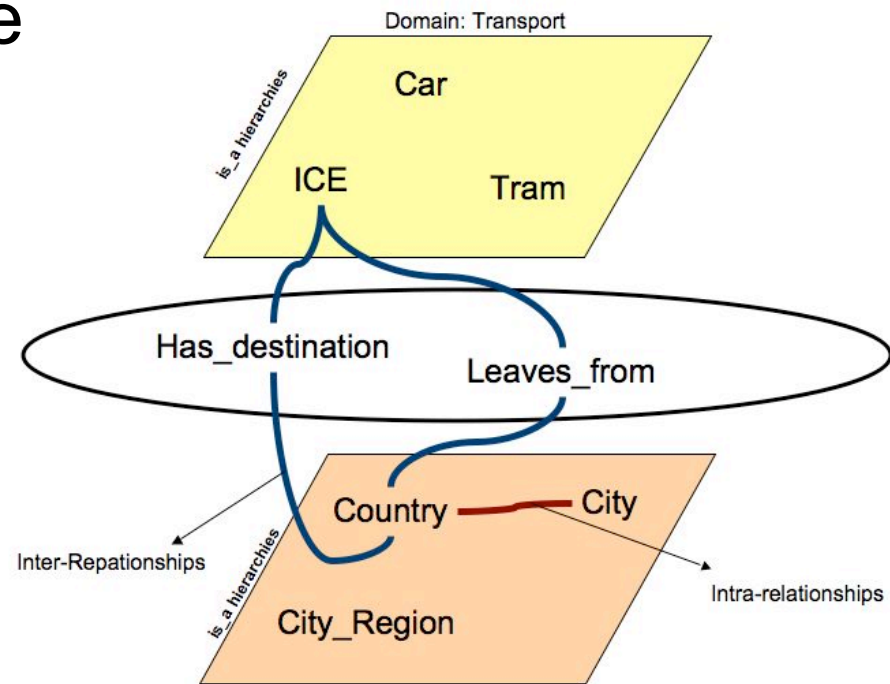 e
Domain: Transport
is_a hierarchies
Car
ICE
Tram
Has_destination
Leaves_from
Country
City
Inter-Repationships
is_a hierarchies
Intra-relationships
City_Region